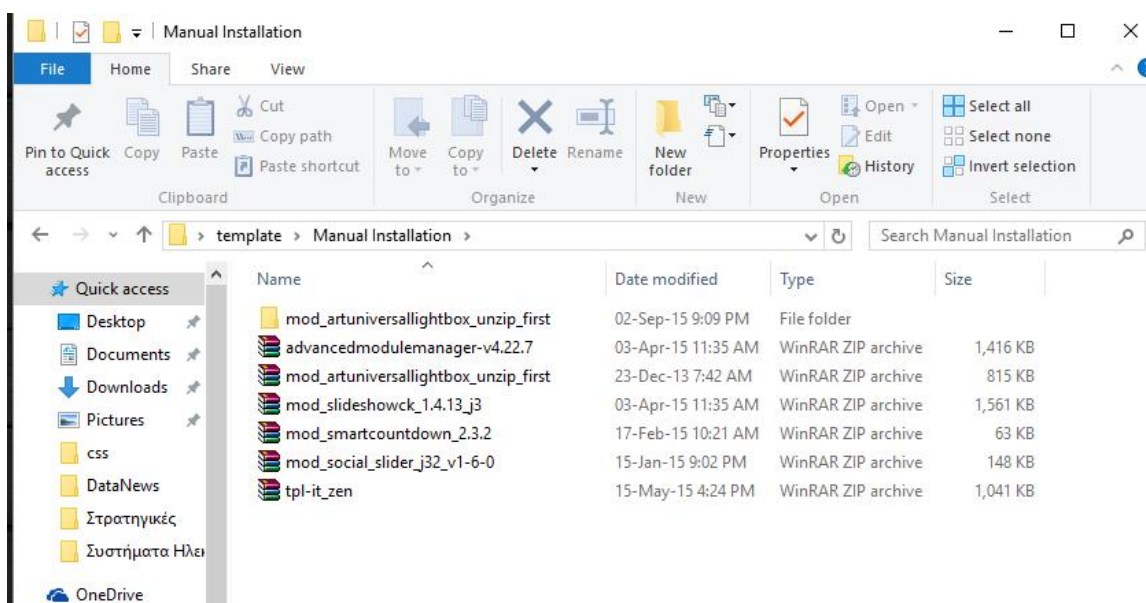 Manual Installation
File Home Share View
Pin to Quick access
Copy
Paste
Cut
Copy path
Paste shortcut
Clipboard
Move to
Copy to
Delete
Rename
Organize
New folder
New
Properties
Open
Edit
History
Open
Select all
Select none
Invert selection
Select
template > Manual Installation >
Search Manual Installation
Quick access
Desktop
Documents
Downloads
Pictures
css
DataNews
Στρατηγικές
Συστήματα Ηλει
OneDrive
Name Date modified Type Size
mod_artuniversallightbox_unzip_first 02-Sep-15 9:09 PM File folder
advancedmodulemanager-v4.22.7 03-Apr-15 11:35 AM WinRAR ZIP archive 1,416 KB
mod_artuniversallightbox_unzip_first 23-Dec-13 7:42 AM WinRAR ZIP archive 815 KB
mod_slideshowck_1.4.13_j3 03-Apr-15 11:35 AM WinRAR ZIP archive 1,561 KB
mod_smartcountdown_2.3.2 17-Feb-15 10:21 AM WinRAR ZIP archive 63 KB
mod_social_slider_j32_v1-6-0 15-Jan-15 9:02 PM WinRAR ZIP archive 148 KB
tpl-it_zen 15-May-15 4:24 PM WinRAR ZIP archive 1,041 KB